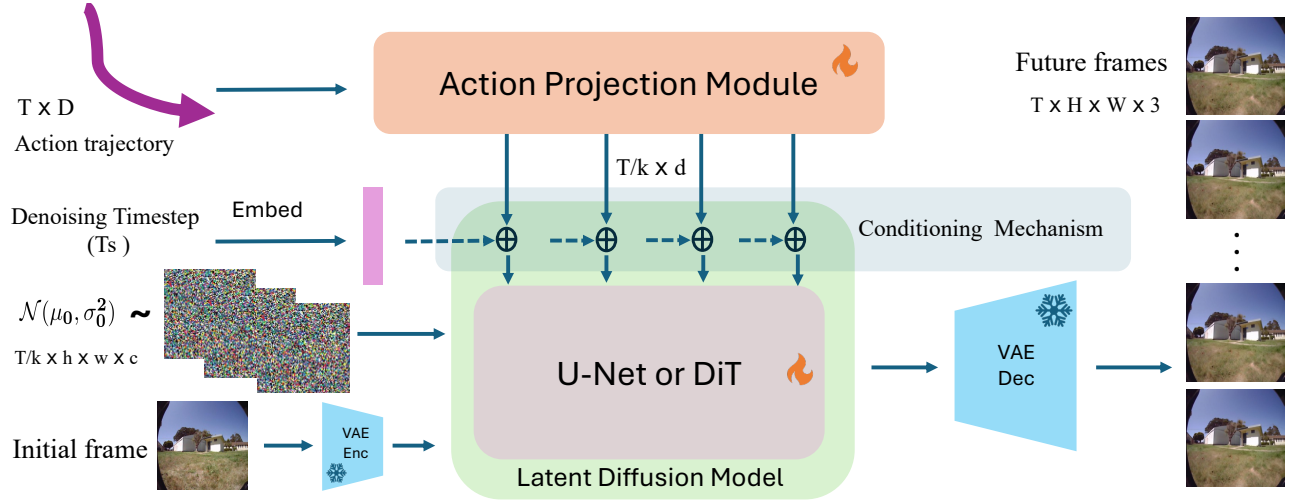 Action Projection Module
T x D
Action trajectory
Future frames
T x H x W x 3
T/k x d
Denoising Timestep
(Ts )
Embed
Conditioning Mechanism
𝒩(μ₀, σ₀²) ~
T/k x h x w x c
U-Net or DiT
VAE
Dec
Initial frame
VAE
Enc
Latent Diffusion Model